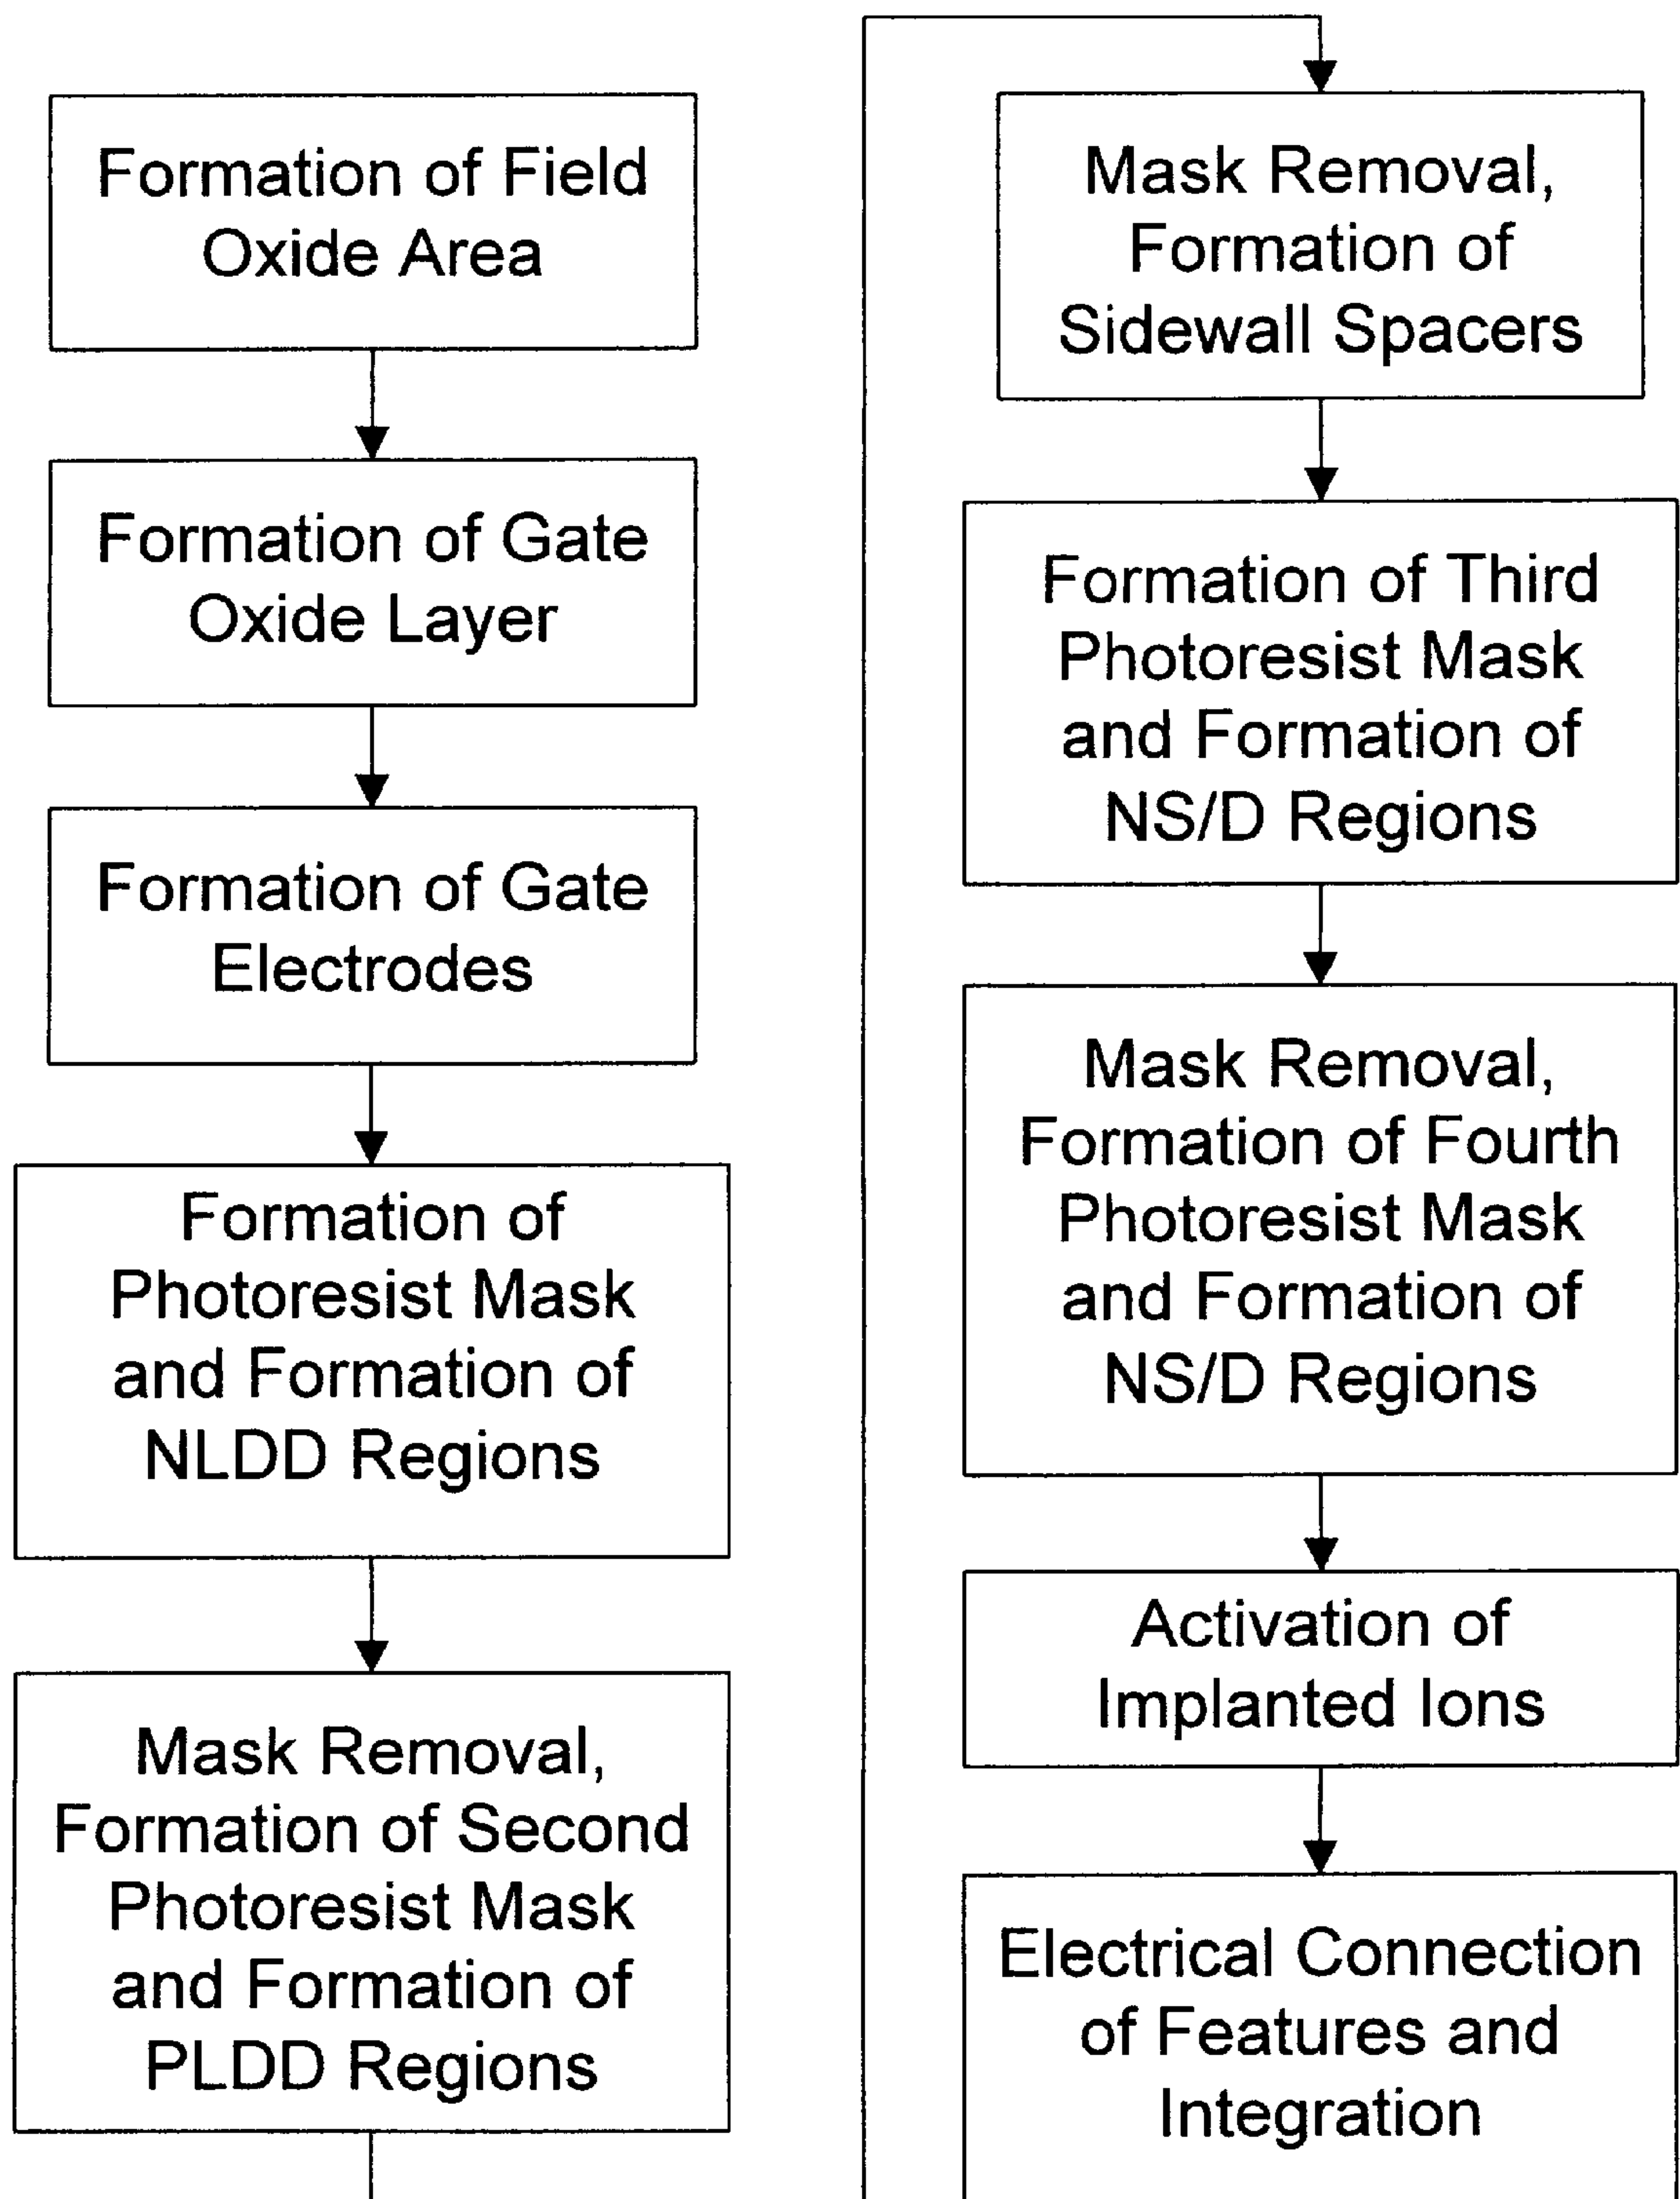 Formation of Field
Oxide Area
Formation of Gate
Oxide Layer
Formation of Gate
Electrodes
Formation of
Photoresist Mask
and Formation of
NLDD Regions
Mask Removal,
Formation of Second
Photoresist Mask
and Formation of
PLDD Regions
Mask Removal,
Formation of
Sidewall Spacers
Formation of Third
Photoresist Mask
and Formation of
NS/D Regions
Mask Removal,
Formation of Fourth
Photoresist Mask
and Formation of
NS/D Regions
Activation of
Implanted Ions
Electrical Connection
of Features and
Integration